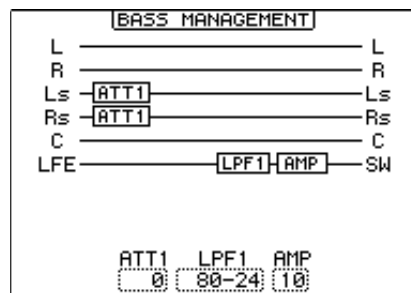 BASS MANAGEMENT
L L
R R
Ls ATT1 Ls
Rs ATT1 Rs
C C
LFE LPF1 AMP SW
ATT1 LPF1 AMP
0 80-24 10